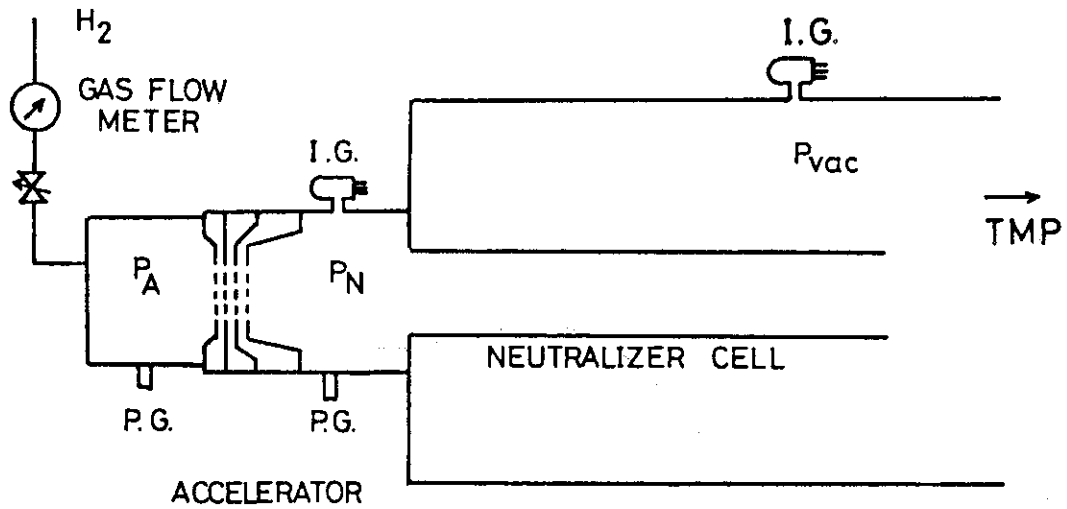 H2
GAS FLOW
METER
I.G.
I.G.
Pvac
TMP
PA
PN
NEUTRALIZER CELL
P.G.
P.G.
ACCELERATOR